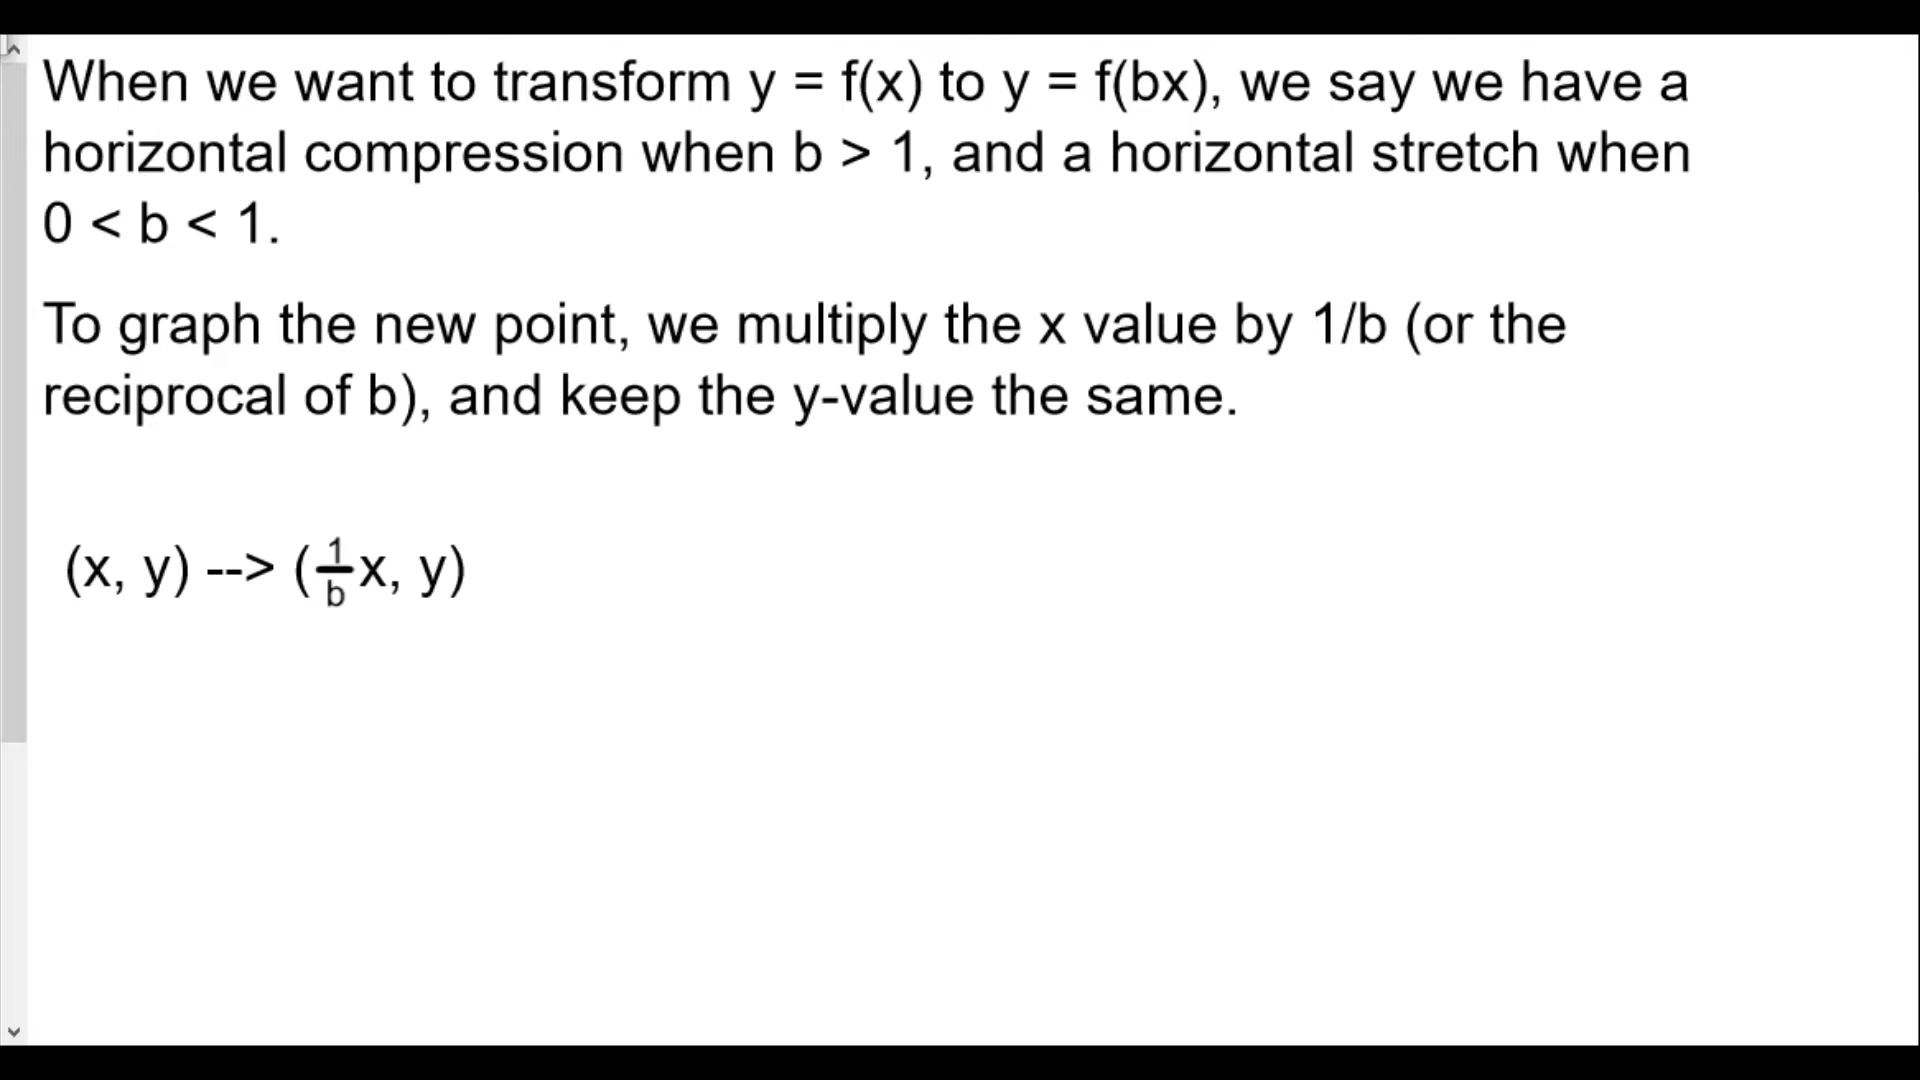 When we want to transform y = f(x) to y = f(bx), we say we have a
horizontal compression when b > 1, and a horizontal stretch when
0 < b < 1.
To graph the new point, we multiply the x value by 1/b (or the
reciprocal of b), and keep the y-value the same.
(x, y) --> (1/b x, y)